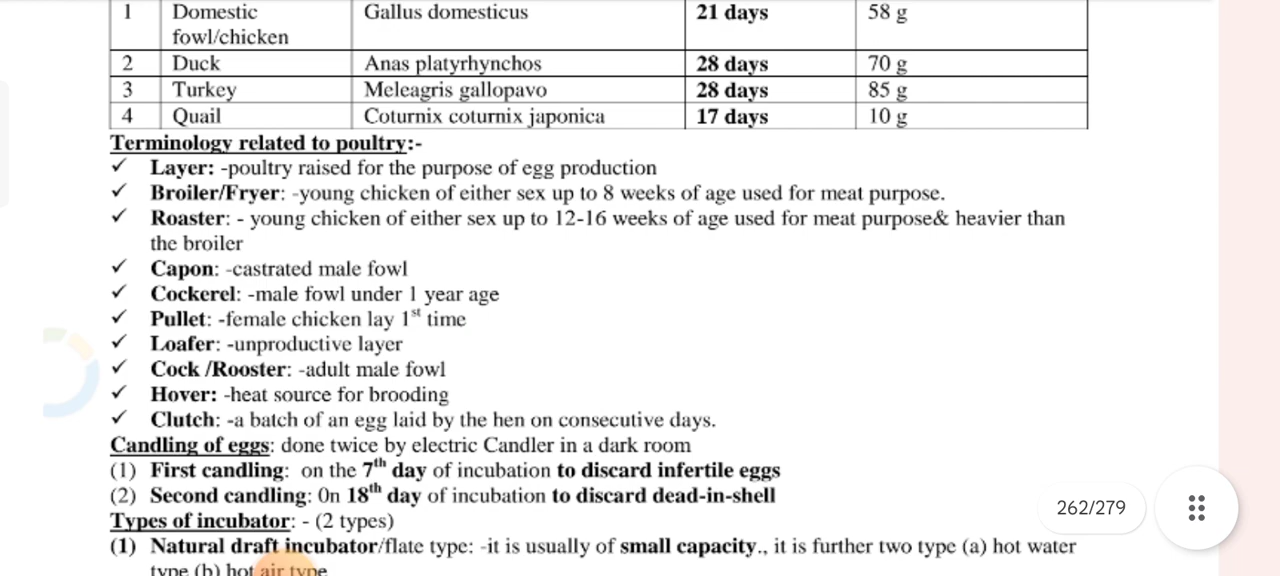 1 Domestic fowl/chicken Gallus domesticus 21 days 58 g
2 Duck Anas platyrhynchos 28 days 70 g
3 Turkey Meleagris gallopavo 28 days 85 g
4 Quail Coturnix coturnix japonica 17 days 10 g
Terminology related to poultry:-
✓ Layer: -poultry raised for the purpose of egg production
✓ Broiler/Fryer: -young chicken of either sex up to 8 weeks of age used for meat purpose.
✓ Roaster: - young chicken of either sex up to 12-16 weeks of age used for meat purpose& heavier than
the broiler
✓ Capon: -castrated male fowl
✓ Cockerel: -male fowl under 1 year age
✓ Pullet: -female chicken lay 1st time
✓ Loafer: -unproductive layer
✓ Cock /Rooster: -adult male fowl
✓ Hover: -heat source for brooding
✓ Clutch: -a batch of an egg laid by the hen on consecutive days.
Candling of eggs: done twice by electric Candler in a dark room
(1) First candling: on the 7th day of incubation to discard infertile eggs
(2) Second candling: 0n 18th day of incubation to discard dead-in-shell
262/279
Types of incubator: - (2 types)
(1) Natural draft incubator/flate type: -it is usually of small capacity., it is further two type (a) hot water
type (b) hot air type